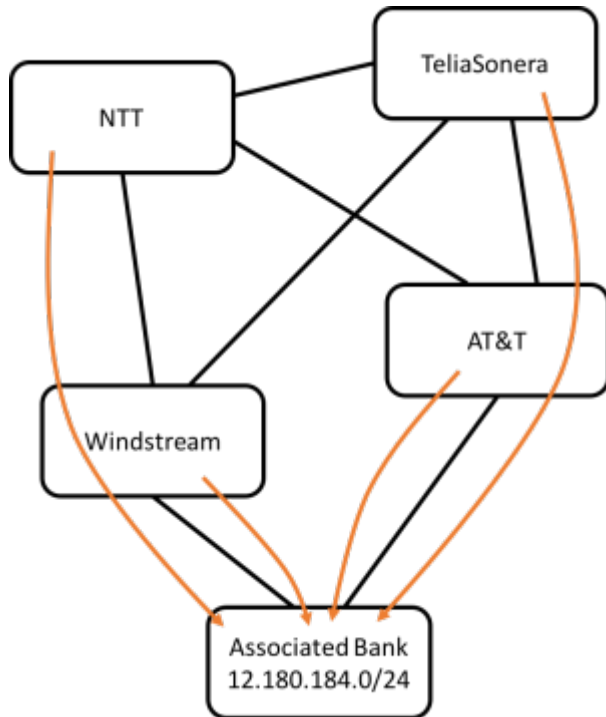 TeliaSonera
NTT
AT&T
Windstream
Associated Bank
12.180.184.0/24